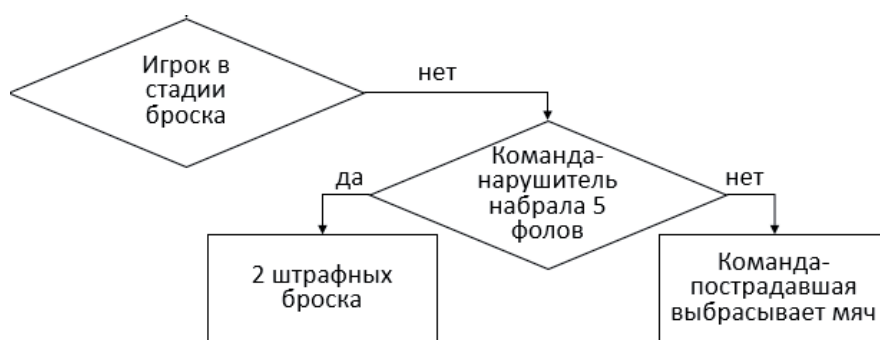 Игрок в
стадии
броска
нет
Команда-
нарушитель
набрала 5
фолов
да
нет
2 штрафных
броска
Команда-
пострадавшая
выбрасывает мяч